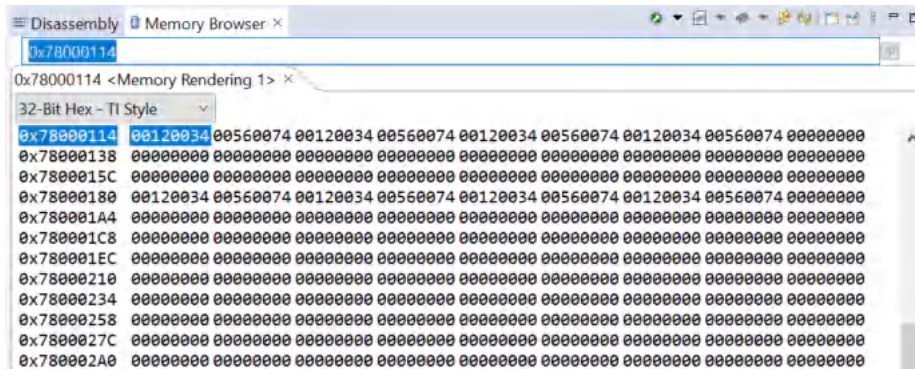 Disassembly Memory Browser ×
0x78000114
0x78000114 <Memory Rendering 1> ×
32-Bit Hex - TI Style
0x78000114 00120034 00560074 00120034 00560074 00120034 00560074 00120034 00560074 00000000
0x78000138 00000000 00000000 00000000 00000000 00000000 00000000 00000000 00000000 00000000
0x7800015C 00000000 00000000 00000000 00000000 00000000 00000000 00000000 00000000 00000000
0x78000180 00120034 00560074 00120034 00560074 00120034 00560074 00120034 00560074 00000000
0x780001A4 00000000 00000000 00000000 00000000 00000000 00000000 00000000 00000000 00000000
0x780001C8 00000000 00000000 00000000 00000000 00000000 00000000 00000000 00000000 00000000
0x780001EC 00000000 00000000 00000000 00000000 00000000 00000000 00000000 00000000 00000000
0x78000210 00000000 00000000 00000000 00000000 00000000 00000000 00000000 00000000 00000000
0x78000234 00000000 00000000 00000000 00000000 00000000 00000000 00000000 00000000 00000000
0x78000258 00000000 00000000 00000000 00000000 00000000 00000000 00000000 00000000 00000000
0x7800027C 00000000 00000000 00000000 00000000 00000000 00000000 00000000 00000000 00000000
0x780002A0 00000000 00000000 00000000 00000000 00000000 00000000 00000000 00000000 00000000